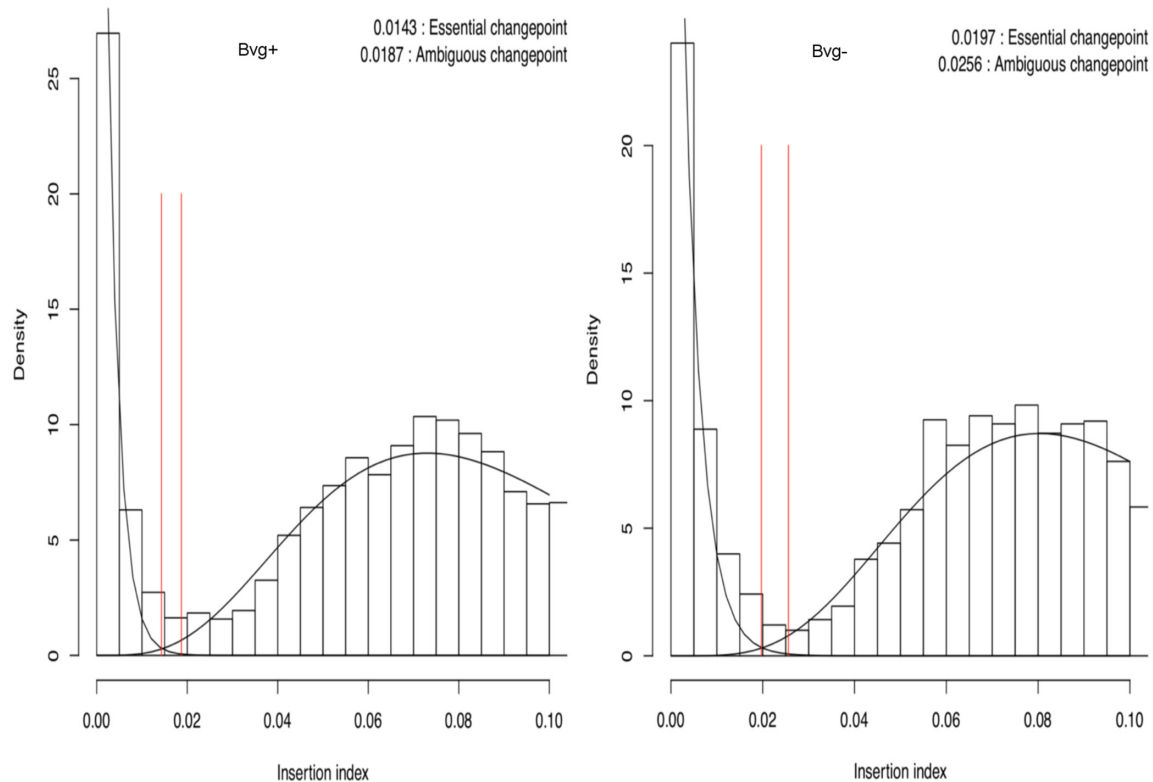 Bvg+
0.0143 : Essential changepoint
0.0187 : Ambiguous changepoint
Density
25
20
15
10
5
0
0.00 0.02 0.04 0.06 0.08 0.10
Insertion index
Bvg-
0.0197 : Essential changepoint
0.0256 : Ambiguous changepoint
Density
20
15
10
5
0
0.00 0.02 0.04 0.06 0.08 0.10
Insertion index